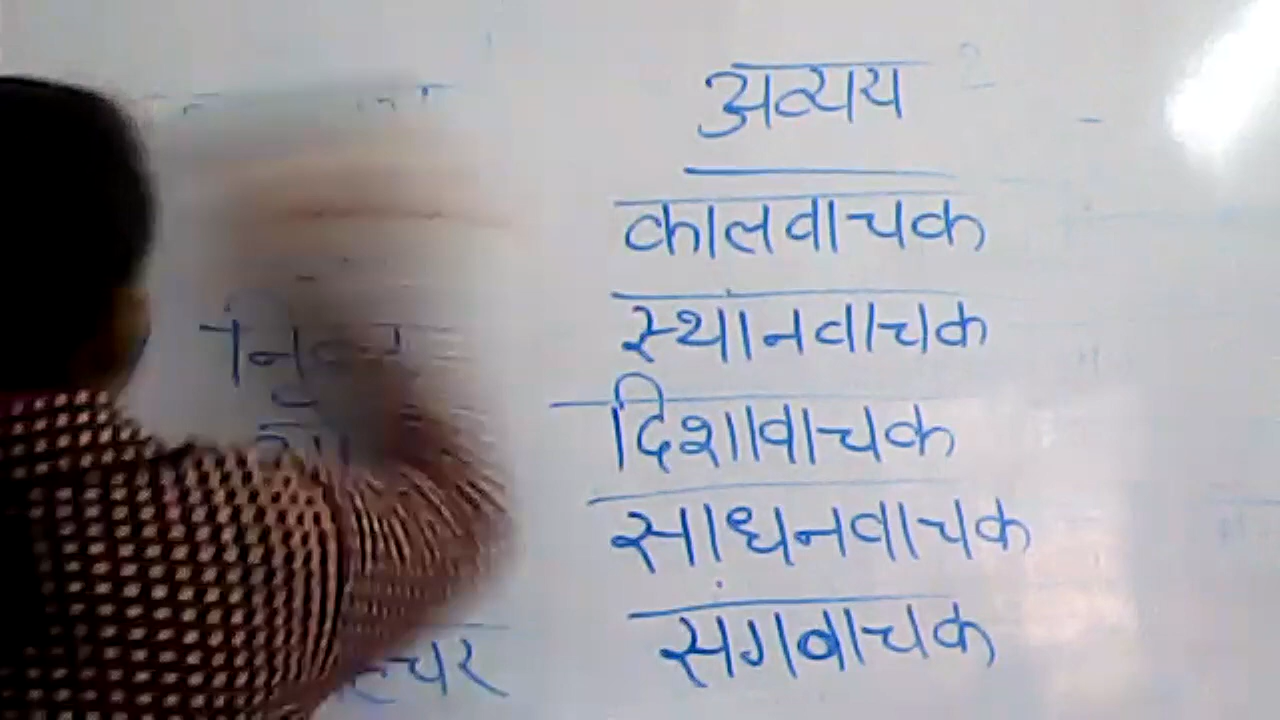 अव्यय
कालवाचक
स्थानवाचक
दिशावाचक
साधनवाचक
संगवाचक